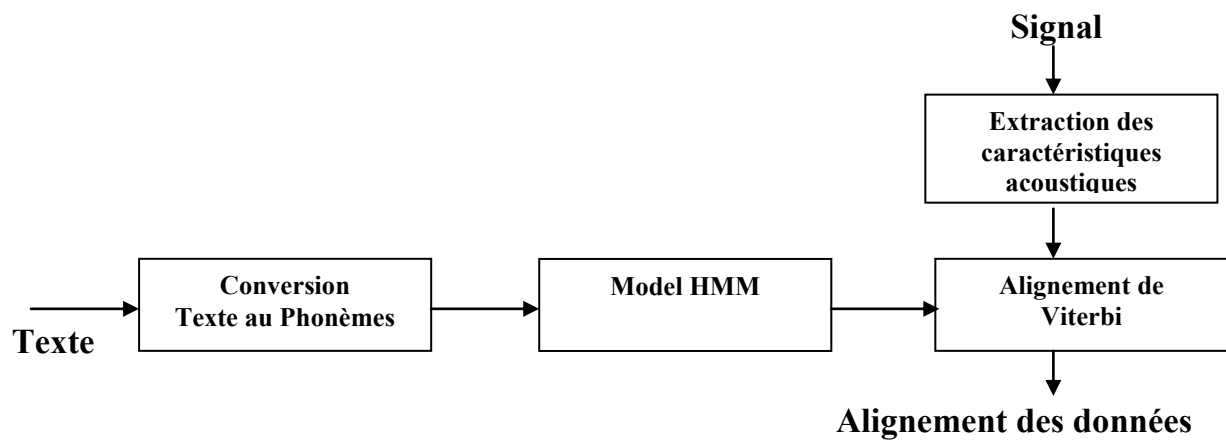 Signal
Extraction des
caractéristiques
acoustiques
Conversion
Texte au Phonèmes
Model HMM
Alignement de
Viterbi
Texte
Alignement des données